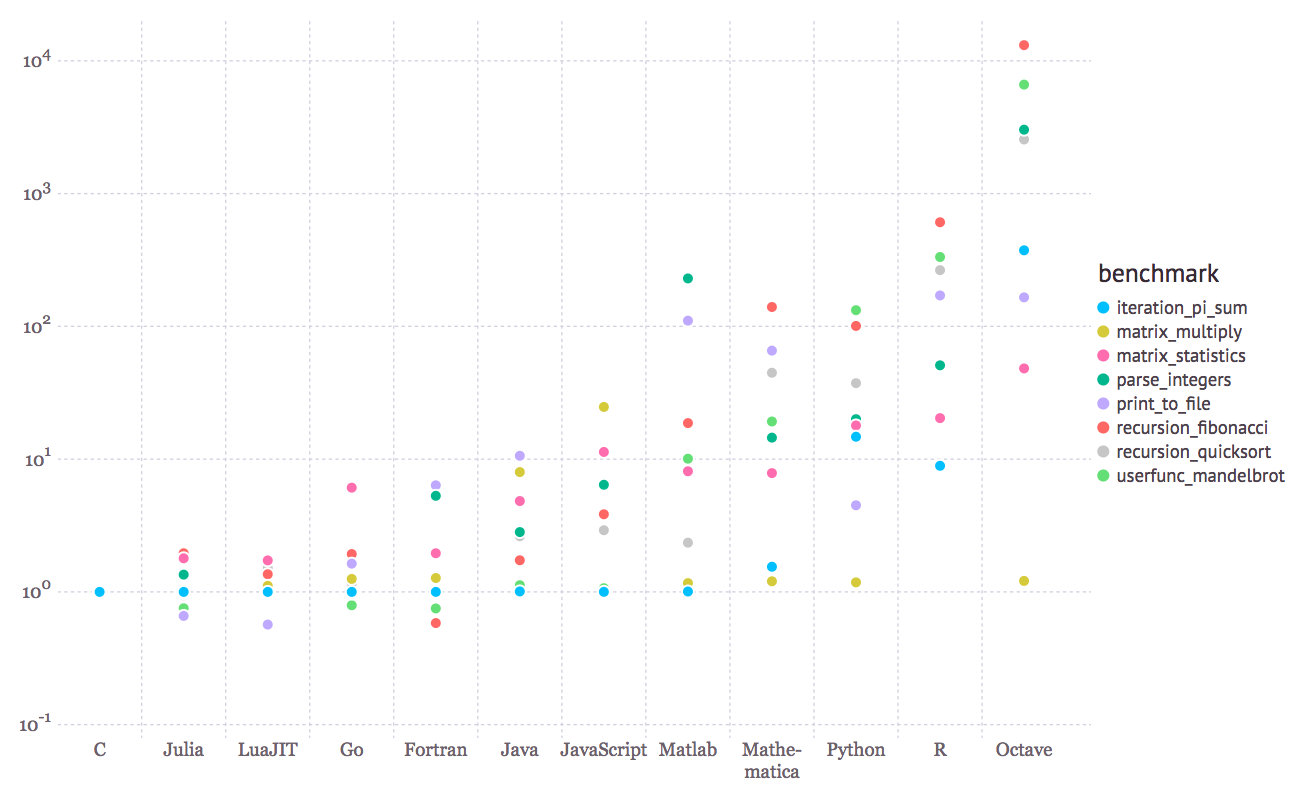 10^4
10^3
10^2
10^1
10^0
10^-1
C Julia LuaJIT Go Fortran Java JavaScript Matlab Mathe- Python R Octave
matica
benchmark
iteration_pi_sum
matrix_multiply
matrix_statistics
parse_integers
print_to_file
recursion_fibonacci
recursion_quicksort
userfunc_mandelbrot